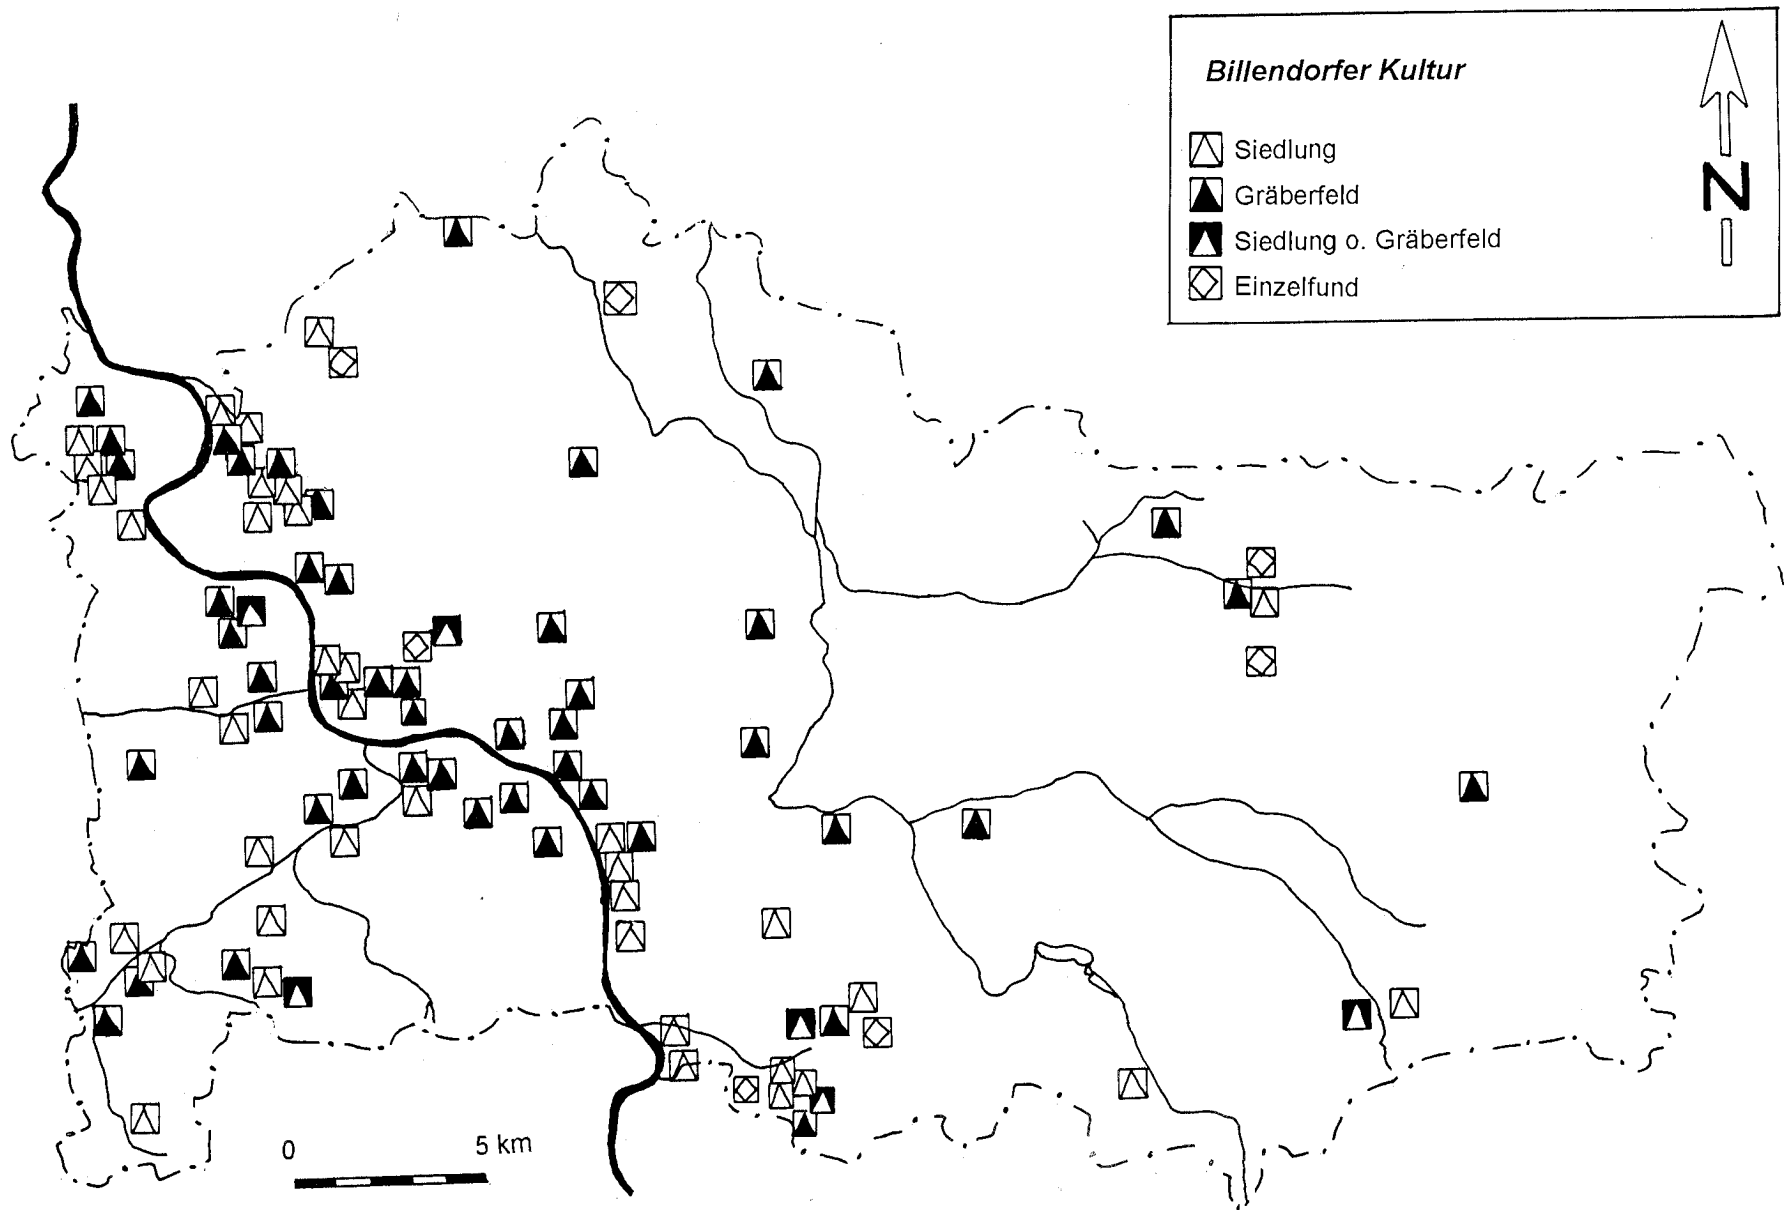 Billendorfer Kultur
Siedlung
Gräberfeld
Siedlung o. Gräberfeld
Einzelfund
N
0 5 km